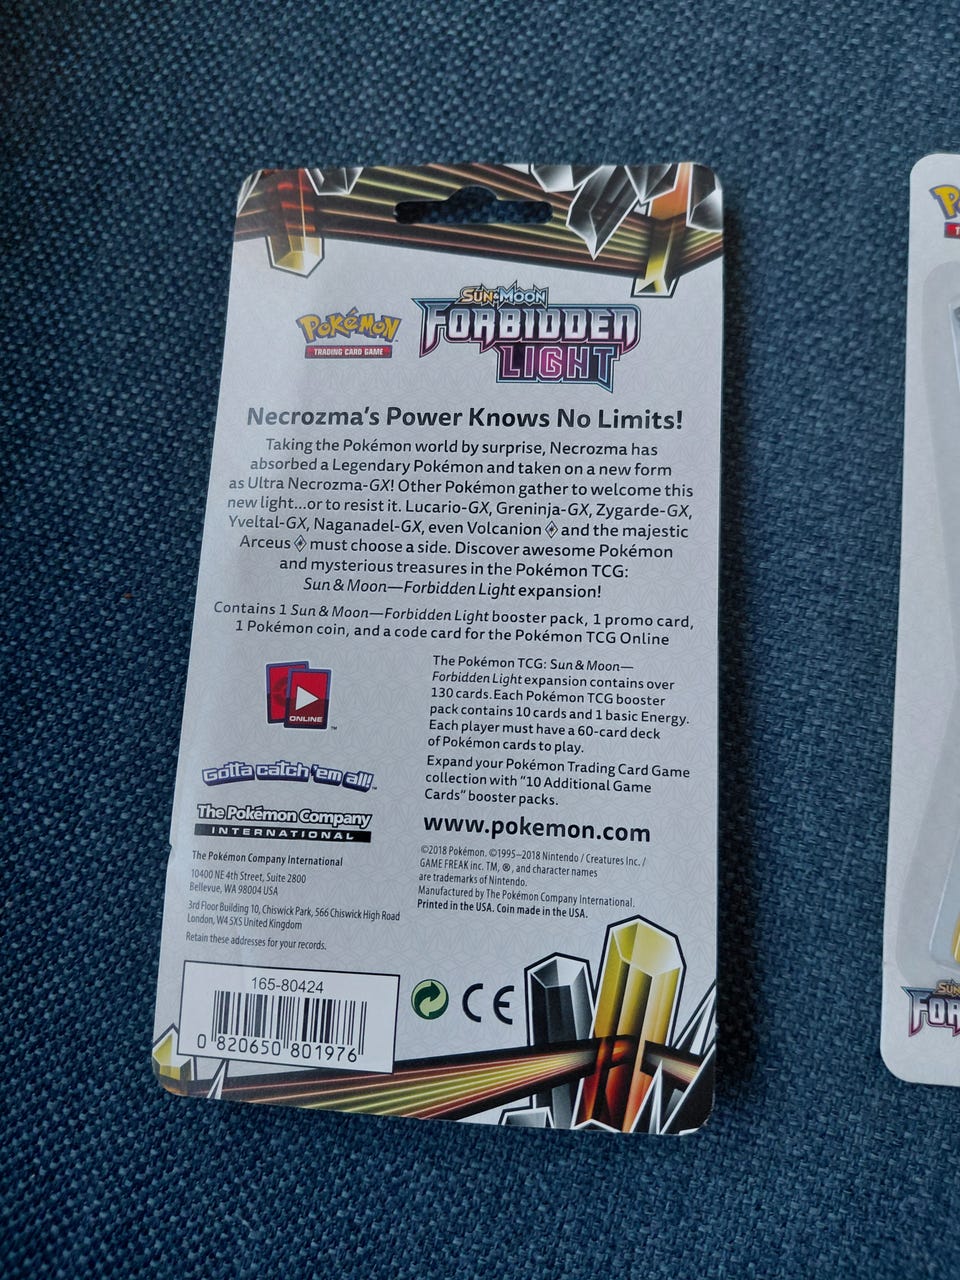 Pokémon
TRADING CARD GAME
SUN & MOON
FORBIDDEN
LIGHT
Necrozma's Power Knows No Limits!
Taking the Pokémon world by surprise, Necrozma has
absorbed a Legendary Pokémon and taken on a new form
as Ultra Necrozma-GX! Other Pokémon gather to welcome this
new light...or to resist it. Lucario-GX, Greninja-GX, Zygarde-GX,
Yveltal-GX, Naganadel-GX, even Volcanion and the majestic
Arceus must choose a side. Discover awesome Pokémon
and mysterious treasures in the Pokémon TCG:
Sun & Moon—Forbidden Light expansion!
Contains 1 Sun & Moon—Forbidden Light booster pack, 1 promo card,
1 Pokémon coin, and a code card for the Pokémon TCG Online
ONLINE
™
Gotta catch 'em all!™
The Pokémon Company
INTERNATIONAL
The Pokémon Company International
10400 NE 4th Street, Suite 2800
Bellevue, WA 98004 USA
3rd Floor Building 10, Chiswick Park, 566 Chiswick High Road
London, W4 5XS United Kingdom
Retain these addresses for your records.
The Pokémon TCG: Sun & Moon—
Forbidden Light expansion contains over
130 cards. Each Pokémon TCG booster
pack contains 10 cards and 1 basic Energy.
Each player must have a 60-card deck
of Pokémon cards to play.
Expand your Pokémon Trading Card Game
collection with "10 Additional Game
Cards" booster packs.
www.pokemon.com
©2018 Pokémon. ©1995–2018 Nintendo / Creatures Inc. /
GAME FREAK inc. TM, ®, and character names
are trademarks of Nintendo.
Manufactured by The Pokémon Company International.
Printed in the USA. Coin made in the USA.
165-80424
0 820650 801976
CE